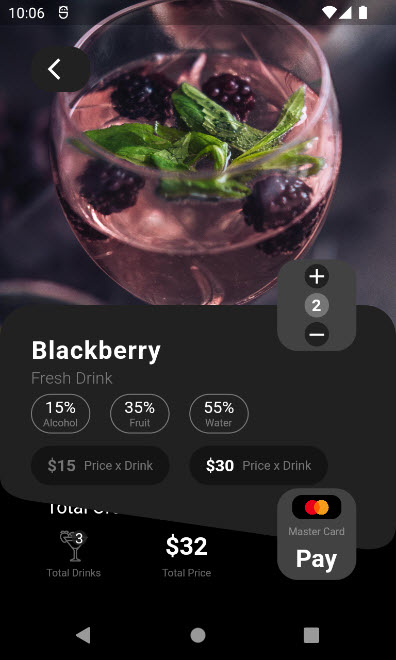 10:06
+
2
−
Blackberry
Fresh Drink
15% 35% 55%
Alcohol Fruit Water
$15 Price x Drink $30 Price x Drink
Total
3 $32
Total Drinks Total Price
Master Card
Pay